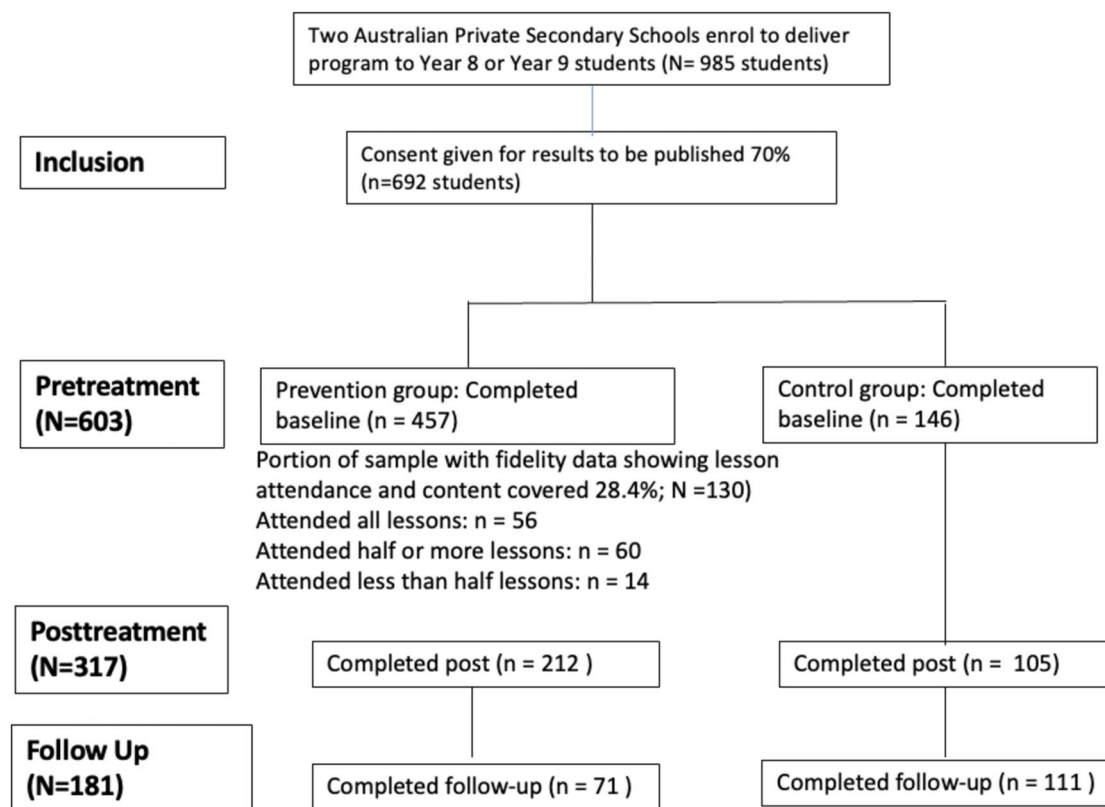 Two Australian Private Secondary Schools enrol to deliver
program to Year 8 or Year 9 students (N= 985 students)
Inclusion
Consent given for results to be published 70%
(n=692 students)
Pretreatment
(N=603)
Prevention group: Completed
baseline (n = 457)
Control group: Completed
baseline (n = 146)
Portion of sample with fidelity data showing lesson
attendance and content covered 28.4%; N =130)
Attended all lessons: n = 56
Attended half or more lessons: n = 60
Attended less than half lessons: n = 14
Posttreatment
(N=317)
Completed post (n = 212 )
Completed post (n =  105)
Follow Up
(N=181)
Completed follow-up (n = 71 )
Completed follow-up (n = 111 )